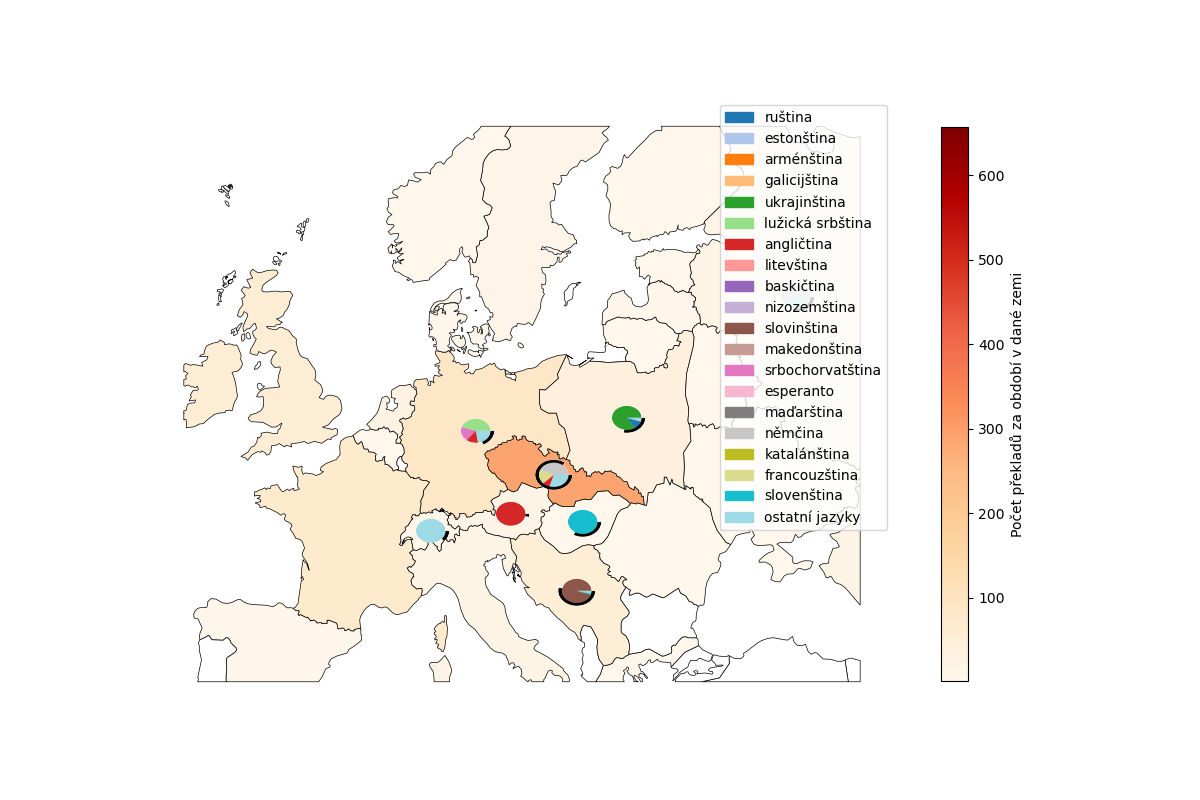 ruština
estonština
arménština
galicijština
ukrajinština
lužická srbština
angličtina
litevština
baskičtina
nizozemština
slovinština
makedonština
srbochorvatština
esperanto
maďarština
němčina
katalánština
francouzština
slovenština
ostatní jazyky
600
500
400
300
200
100
Počet překladů za období v dané zemi